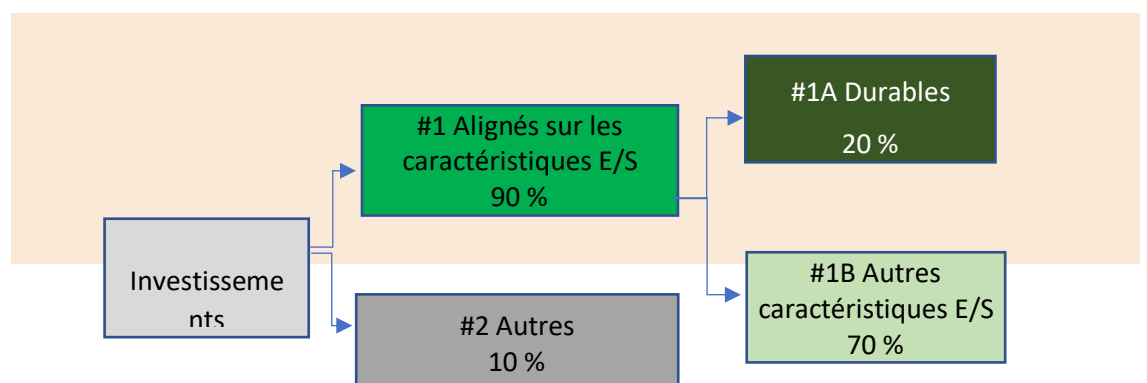 #1A Durables
20 %
#1 Alignés sur les
caractéristiques E/S
90 %
Investisseme
nts
#1B Autres
caractéristiques E/S
70 %
#2 Autres
10 %